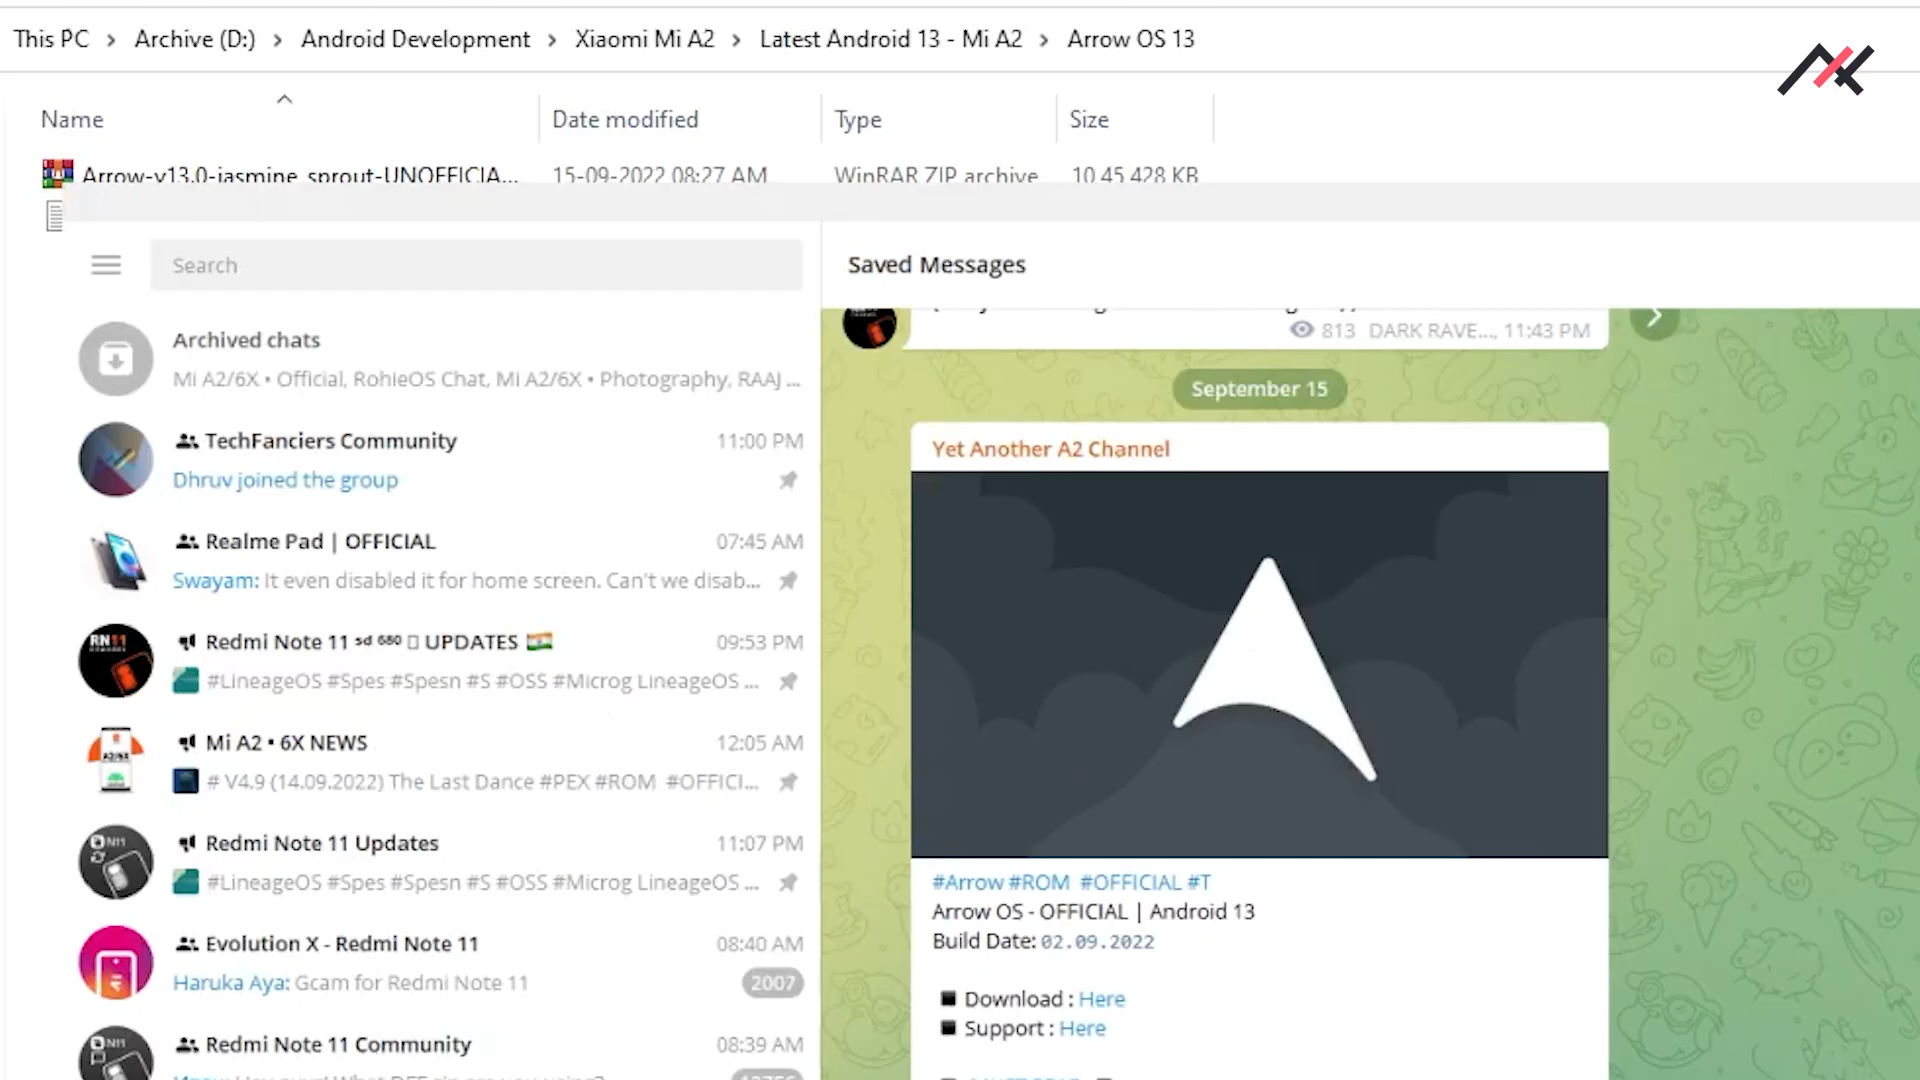 This PC > Archive (D:) > Android Development > Xiaomi Mi A2 > Latest Android 13 - Mi A2 > Arrow OS 13
Name Date modified Type Size
Arrow-v13.0-jasmine_sprout-UNOFFICIA... 15-09-2022 08:27 AM WinRAR ZIP archive 10,45,428 KB
Search
Saved Messages
813 DARK RAVE..., 11:43 PM
September 15
Archived chats
Mi A2/6X • Official, RohieOS Chat, Mi A2/6X • Photography, RAAJ ...
TechFanciers Community 11:00 PM
Dhruv joined the group
Realme Pad | OFFICIAL 07:45 AM
Swayam: It even disabled it for home screen. Can't we disab...
RN11
Redmi Note 11 ˢᵈ ⁶⁸⁰ UPDATES 🇮🇳 09:53 PM
#LineageOS #Spes #Spesn #S #OSS #Microg LineageOS ...
Mi A2 • 6X NEWS 12:05 AM
# V4.9 (14.09.2022) The Last Dance #PEX #ROM #OFFICI...
N11
Redmi Note 11 Updates 11:07 PM
#LineageOS #Spes #Spesn #S #OSS #Microg LineageOS ...
Evolution X - Redmi Note 11 08:40 AM
Haruka Aya: Gcam for Redmi Note 11 2007
N11
Redmi Note 11 Community 08:39 AM
Yet Another A2 Channel
#Arrow #ROM #OFFICIAL #T
Arrow OS - OFFICIAL | Android 13
Build Date: 02.09.2022
Download : Here
Support : Here